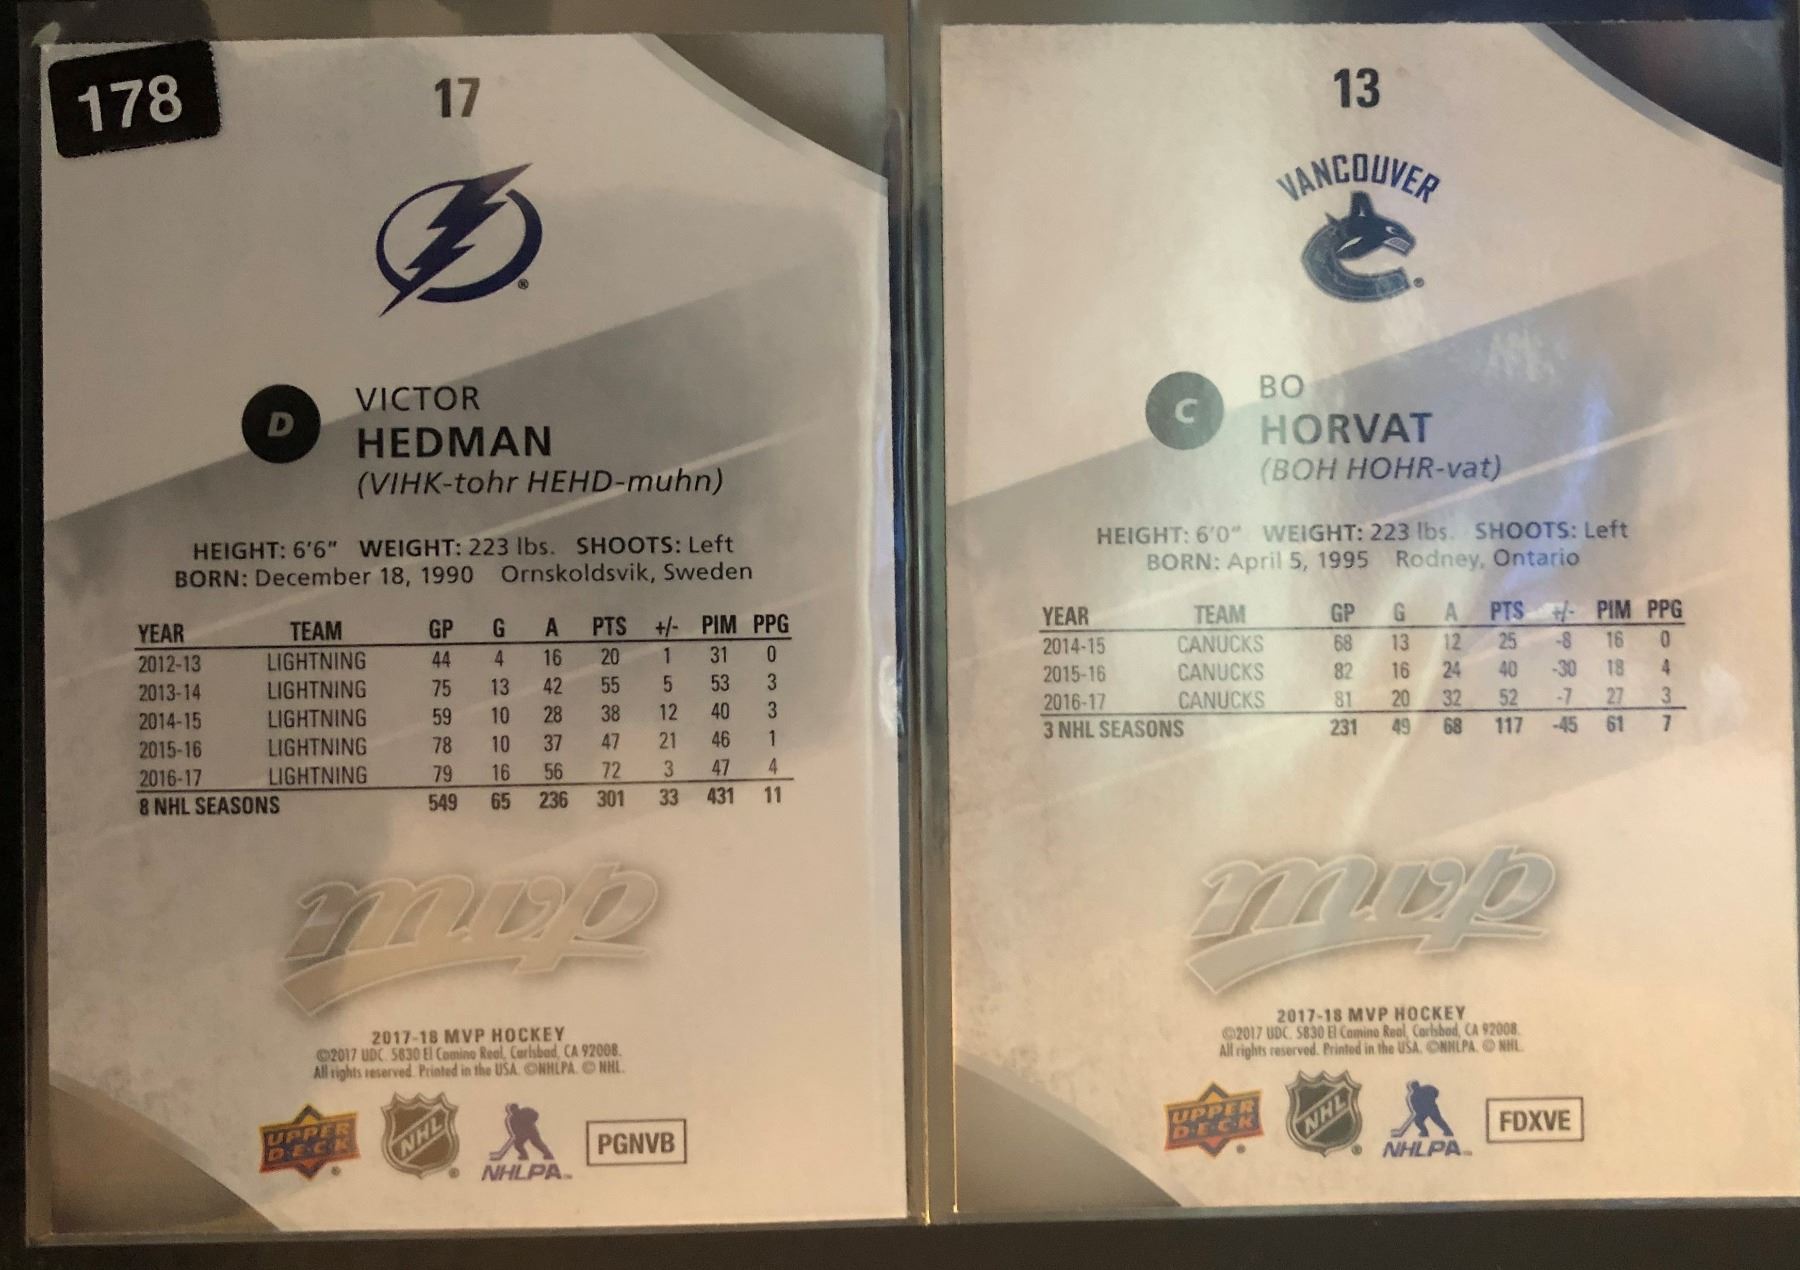 178
17
D
VICTOR
HEDMAN
(VIHK-tohr HEHD-muhn)
HEIGHT: 6'6" WEIGHT: 223 lbs. SHOOTS: Left
BORN: December 18, 1990 Ornskoldsvik, Sweden
YEAR TEAM GP G A PTS +/- PIM PPG
2012-13 LIGHTNING 44 4 16 20 1 31 0
2013-14 LIGHTNING 75 13 42 55 5 53 3
2014-15 LIGHTNING 59 10 28 38 12 40 3
2015-16 LIGHTNING 78 10 37 47 21 46 1
2016-17 LIGHTNING 79 16 56 72 3 47 4
8 NHL SEASONS 549 65 236 301 33 431 11
mvp
2017-18 MVP HOCKEY
©2017 UDC. 5830 El Camino Real, Carlsbad, CA 92008.
All rights reserved. Printed in the USA. ©NHLPA. © NHL.
UPPER
DECK
NHL
NHLPA™
PGNVB
13
VANCOUVER
C
BO
HORVAT
(BOH HOHR-vat)
HEIGHT: 6'0" WEIGHT: 223 lbs. SHOOTS: Left
BORN: April 5, 1995 Rodney, Ontario
YEAR TEAM GP G A PTS +/- PIM PPG
2014-15 CANUCKS 68 13 12 25 -8 16 0
2015-16 CANUCKS 82 16 24 40 -30 18 4
2016-17 CANUCKS 81 20 32 52 -7 27 3
3 NHL SEASONS 231 49 68 117 -45 61 7
mvp
2017-18 MVP HOCKEY
©2017 UDC. 5830 El Camino Real, Carlsbad, CA 92008.
All rights reserved. Printed in the USA. ©NHLPA. © NHL.
UPPER
DECK
NHL
NHLPA™
FDXVE